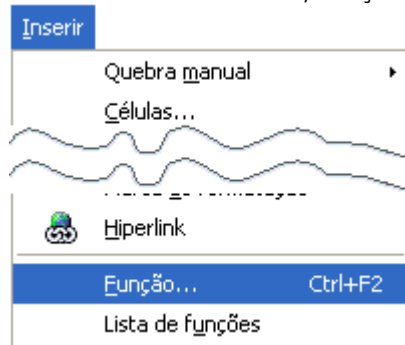 Inserir
Quebra manual
Células...
Hiperlink
Função... Ctrl+F2
Lista de funções